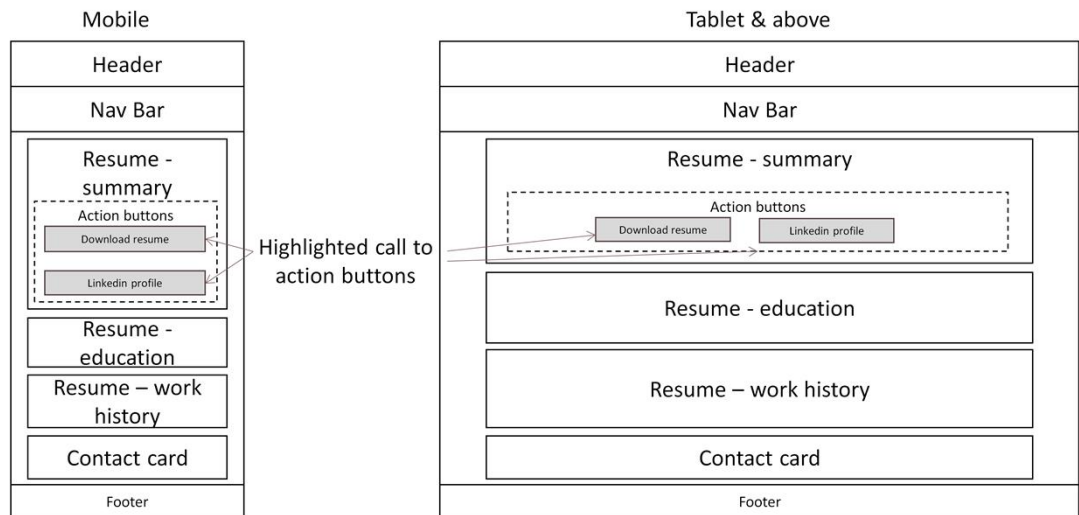 Mobile
Header
Nav Bar
Resume -
summary
Action buttons
Download resume
Linkedin profile
Resume -
education
Resume – work
history
Contact card
Footer
Highlighted call to
action buttons
Tablet & above
Header
Nav Bar
Resume - summary
Action buttons
Download resume
Linkedin profile
Resume - education
Resume – work history
Contact card
Footer